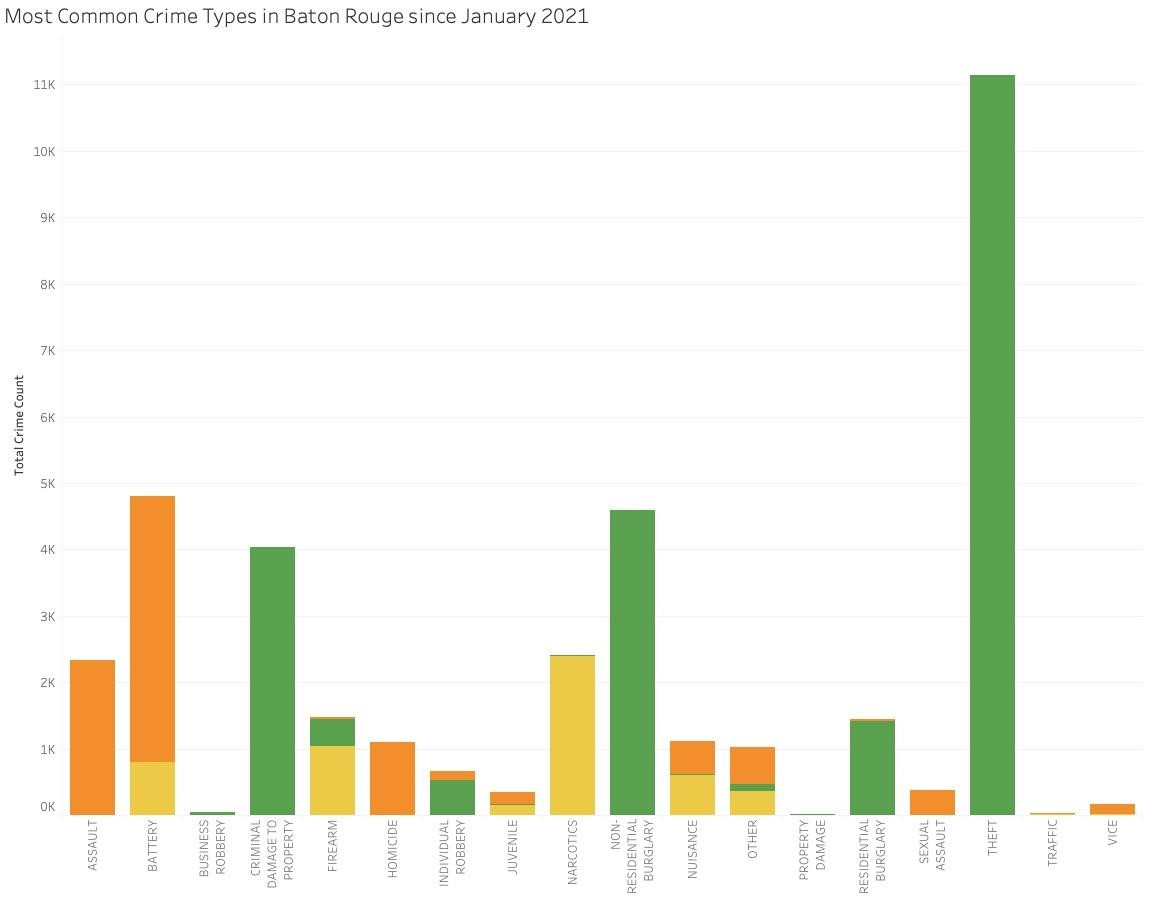 Most Common Crime Types in Baton Rouge since January 2021
Total Crime Count
11K
10K
9K
8K
7K
6K
5K
4K
3K
2K
1K
0K
ASSAULT
BATTERY
BUSINESS
ROBBERY
CRIMINAL
DAMAGE TO
PROPERTY
FIREARM
HOMICIDE
INDIVIDUAL
ROBBERY
JUVENILE
NARCOTICS
NON-
RESIDENTIAL
BURGLARY
NUISANCE
OTHER
PROPERTY
DAMAGE
RESIDENTIAL
BURGLARY
SEXUAL
ASSAULT
THEFT
TRAFFIC
VICE